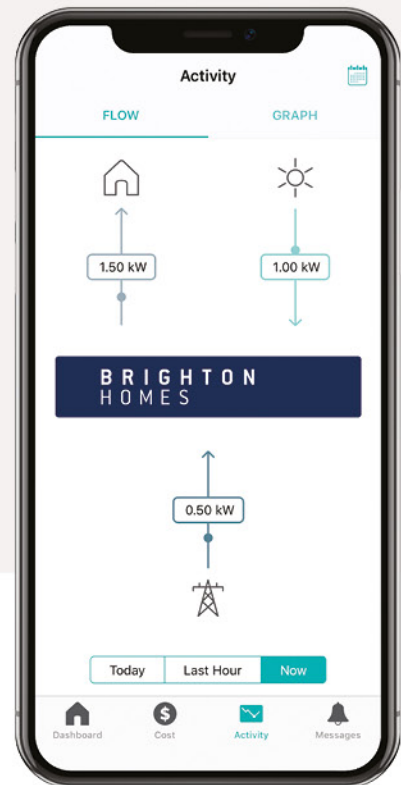 Activity
FLOW GRAPH
1.50 kW 1.00 kW
BRIGHTON
HOMES
0.50 kW
Today Last Hour Now
Dashboard Cost Activity Messages